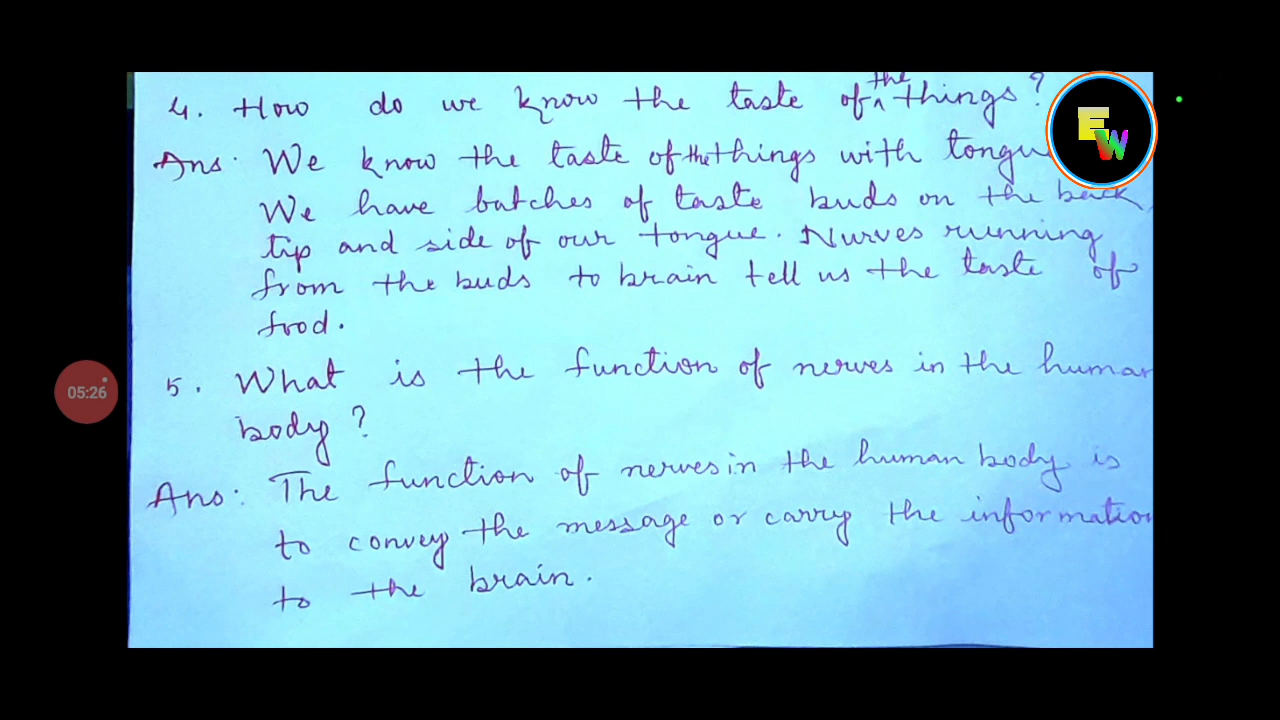 4. How do we know the taste of the things?
Ans. We know the taste of the things with
We have batches of taste buds on the back,
tip and side of our tongue. Nurves running
from the buds to brain tell us the taste of
food.
5. What is the function of nerves in the human
body?
Ans: The function of nerves in the human body is
to convey the message or carry the information
to the brain.
EW
05:26